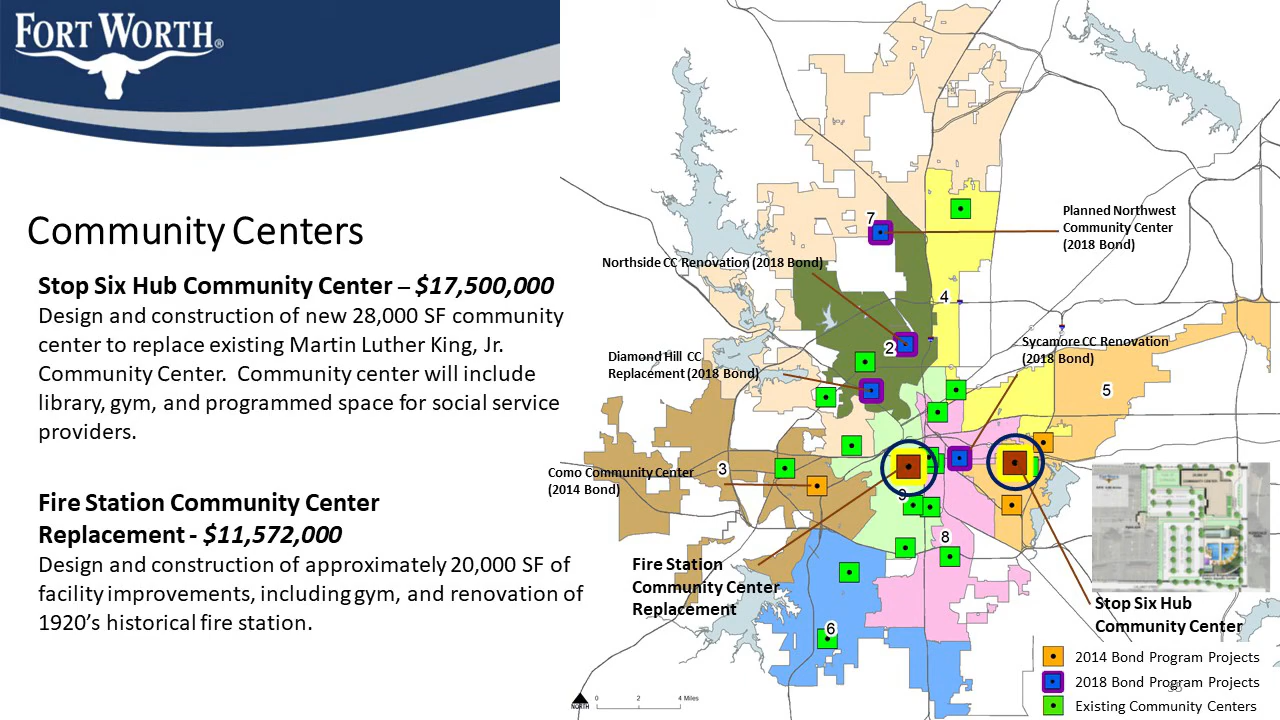 FORT WORTH®
Community Centers
Stop Six Hub Community Center – $17,500,000
Design and construction of new 28,000 SF community
center to replace existing Martin Luther King, Jr.
Community Center. Community center will include
library, gym, and programmed space for social service
providers.
Fire Station Community Center
Replacement - $11,572,000
Design and construction of approximately 20,000 SF of
facility improvements, including gym, and renovation of
1920's historical fire station.
7
Planned Northwest
Community Center
(2018 Bond)
Northside CC Renovation (2018 Bond)
4
2
Sycamore CC Renovation
(2018 Bond)
Diamond Hill CC
Replacement (2018 Bond)
5
3
Como Community Center
(2014 Bond)
9
8
Fire Station
Community Center
Replacement
Stop Six Hub
Community Center
6
2014 Bond Program Projects
2018 Bond Program Projects
Existing Community Centers
NORTH
0 2 4 Miles